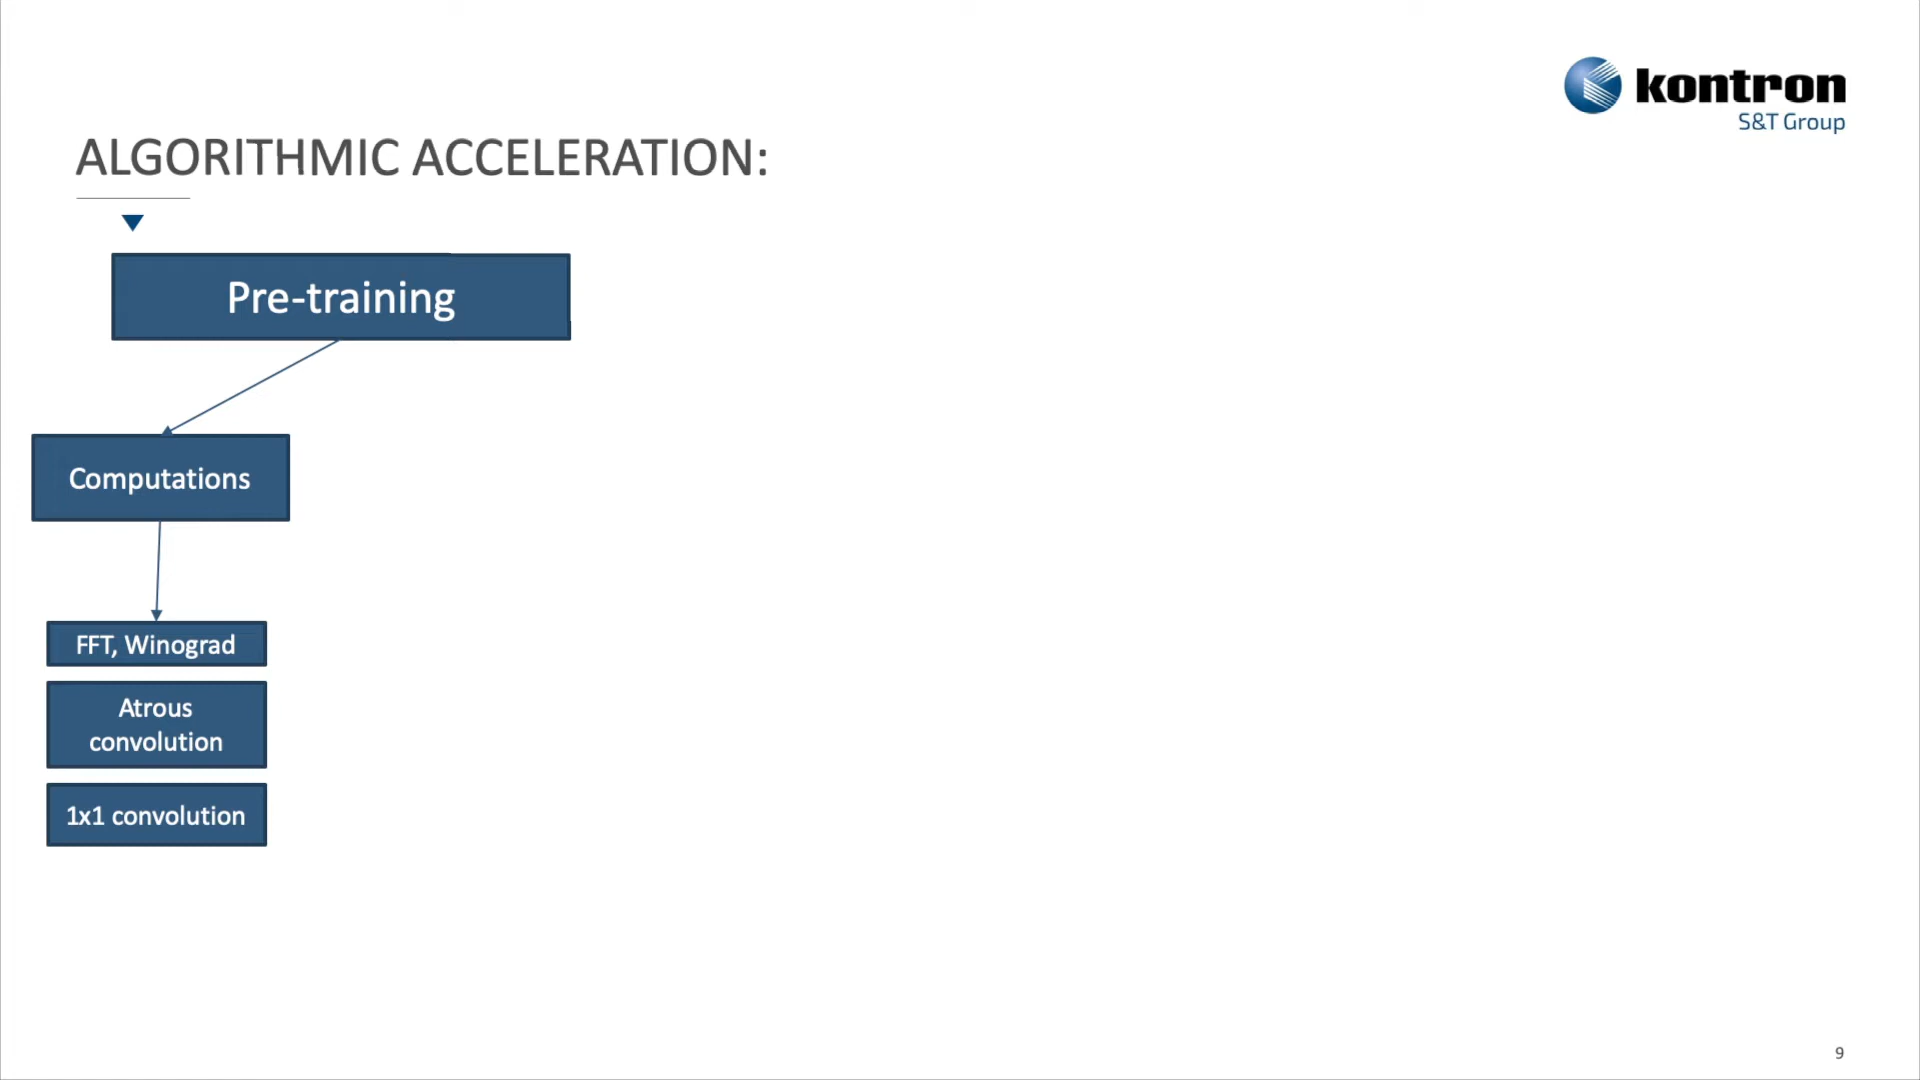 kontron
S&T Group
ALGORITHMIC ACCELERATION:
Pre-training
Computations
FFT, Winograd
Atrous
convolution
1x1 convolution
9